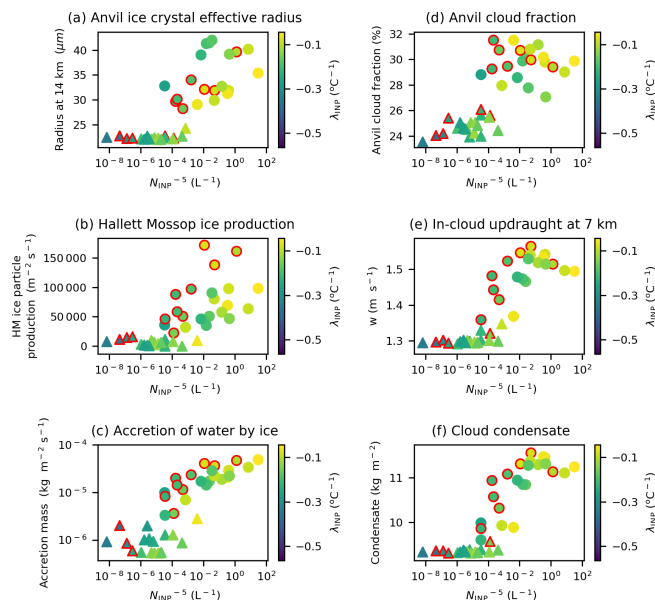 (a) Anvil ice crystal effective radius
Radius at 14 km (μm)
40
35
30
25
10⁻⁸ 10⁻⁶ 10⁻⁴ 10⁻² 10⁰ 10²
N_INP ⁻⁵ (L⁻¹)
−0.1
−0.3
−0.5
λ_INP (°C⁻¹)
(d) Anvil cloud fraction
Anvil cloud fraction (%)
32
30
28
26
24
10⁻⁸ 10⁻⁶ 10⁻⁴ 10⁻² 10⁰ 10²
N_INP ⁻⁵ (L⁻¹)
−0.1
−0.3
−0.5
λ_INP (°C⁻¹)
(b) Hallett Mossop ice production
HM ice particle
production (m⁻² s⁻¹)
150 000
100 000
50 000
0
10⁻⁸ 10⁻⁶ 10⁻⁴ 10⁻² 10⁰ 10²
N_INP ⁻⁵ (L⁻¹)
−0.1
−0.3
−0.5
λ_INP (°C⁻¹)
(e) In-cloud updraught at 7 km
w (m s⁻¹)
1.5
1.4
1.3
10⁻⁸ 10⁻⁶ 10⁻⁴ 10⁻² 10⁰ 10²
N_INP ⁻⁵ (L⁻¹)
−0.1
−0.3
−0.5
λ_INP (°C⁻¹)
(c) Accretion of water by ice
Accretion mass (kg m⁻² s⁻¹)
10⁻⁴
10⁻⁵
10⁻⁶
10⁻⁸ 10⁻⁶ 10⁻⁴ 10⁻² 10⁰ 10²
N_INP ⁻⁵ (L⁻¹)
−0.1
−0.3
−0.5
λ_INP (°C⁻¹)
(f) Cloud condensate
Condensate (kg m⁻²)
11
10
10⁻⁸ 10⁻⁶ 10⁻⁴ 10⁻² 10⁰ 10²
N_INP ⁻⁵ (L⁻¹)
−0.1
−0.3
−0.5
λ_INP (°C⁻¹)